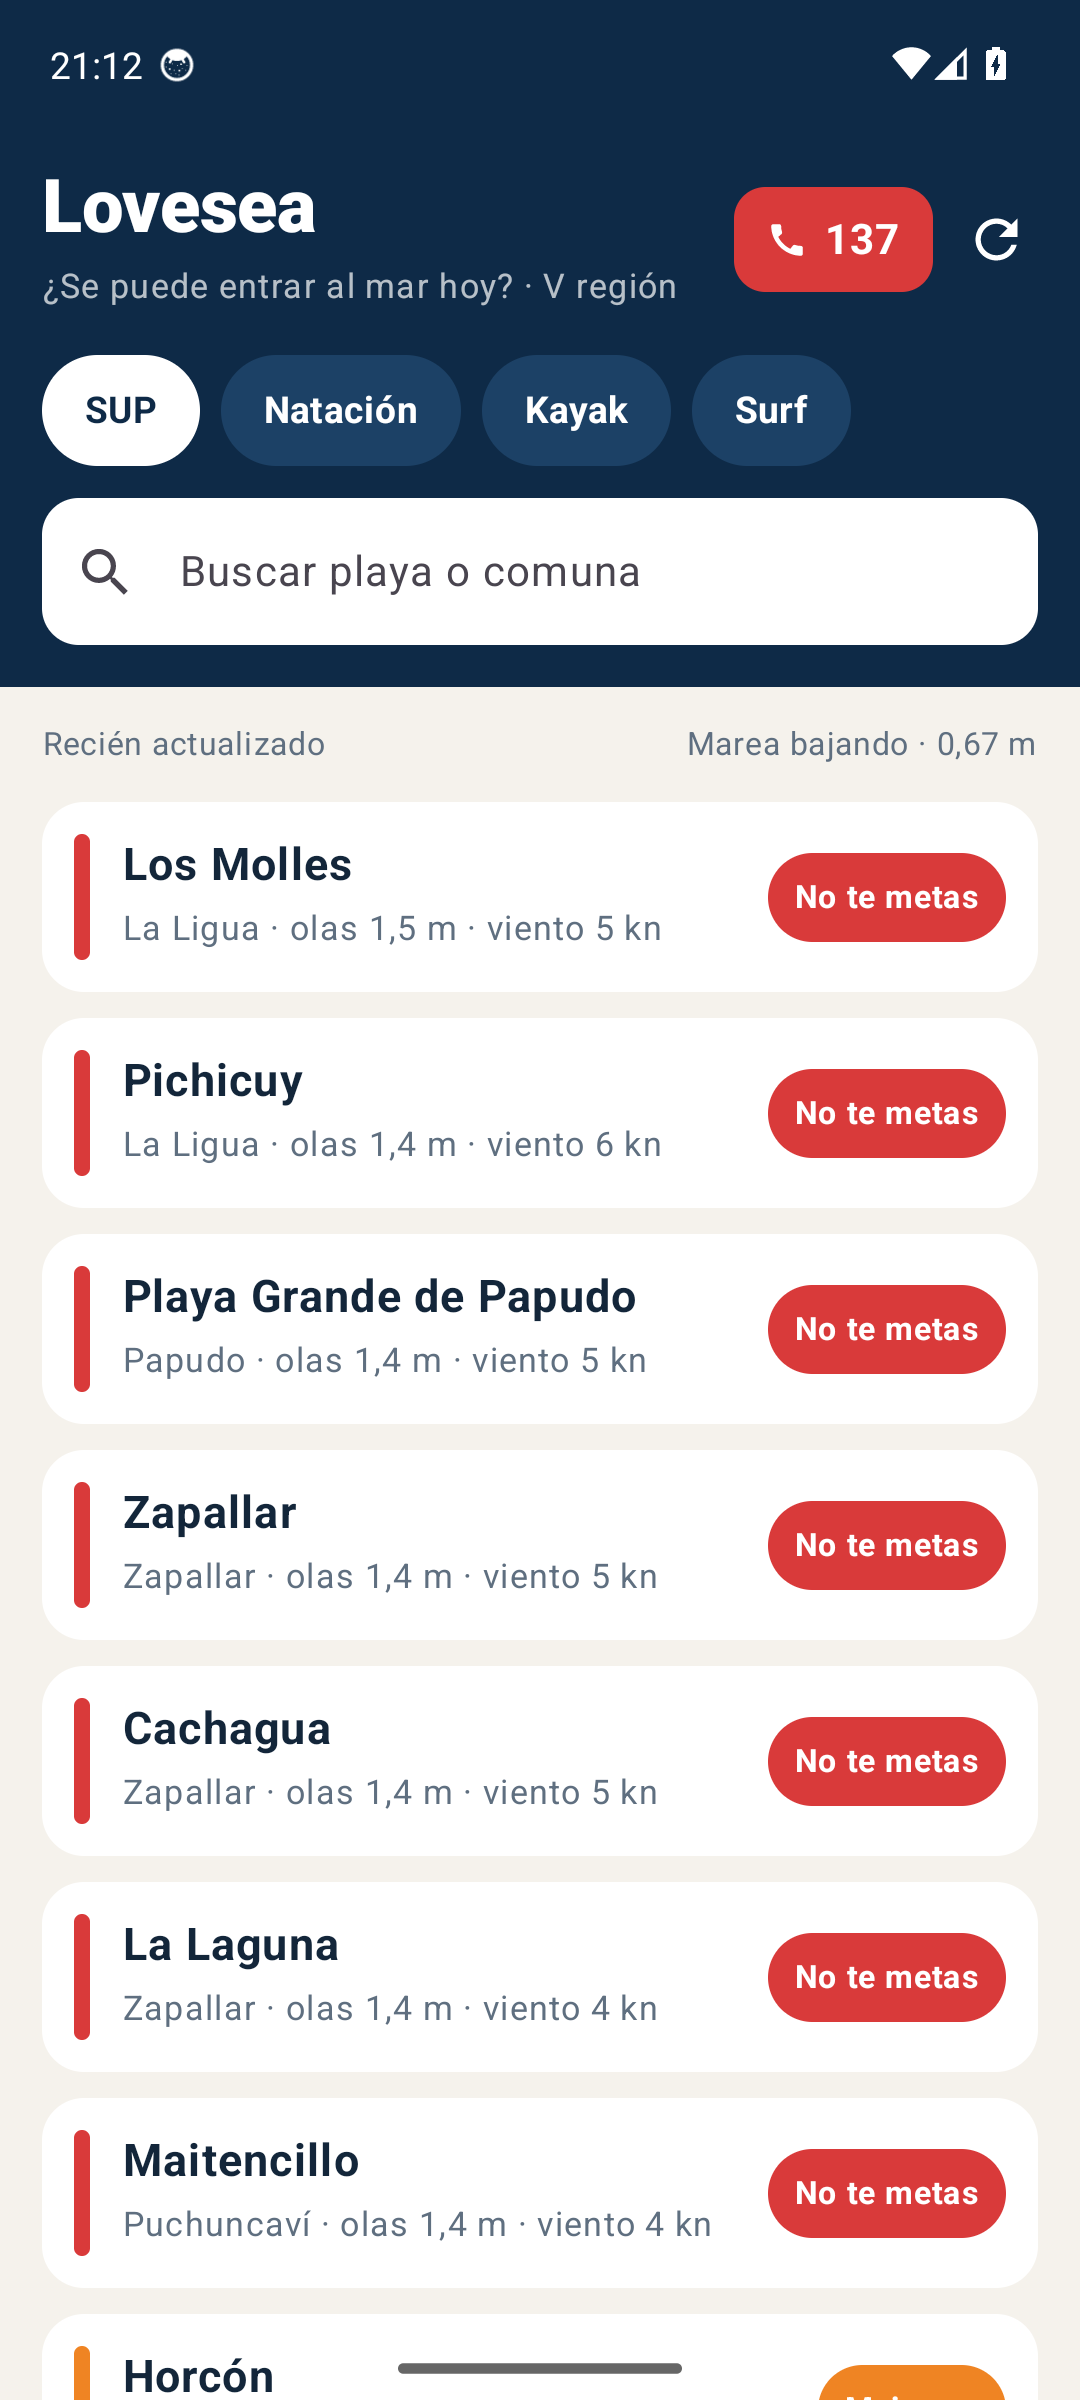 21:12
Lovesea
137
¿Se puede entrar al mar hoy? · V región
SUP
Natación
Kayak
Surf
Buscar playa o comuna
Recién actualizado
Marea bajando · 0,67 m
Los Molles
La Ligua · olas 1,5 m · viento 5 kn
No te metas
Pichicuy
La Ligua · olas 1,4 m · viento 6 kn
No te metas
Playa Grande de Papudo
Papudo · olas 1,4 m · viento 5 kn
No te metas
Zapallar
Zapallar · olas 1,4 m · viento 5 kn
No te metas
Cachagua
Zapallar · olas 1,4 m · viento 5 kn
No te metas
La Laguna
Zapallar · olas 1,4 m · viento 4 kn
No te metas
Maitencillo
Puchuncaví · olas 1,4 m · viento 4 kn
No te metas
Horcón